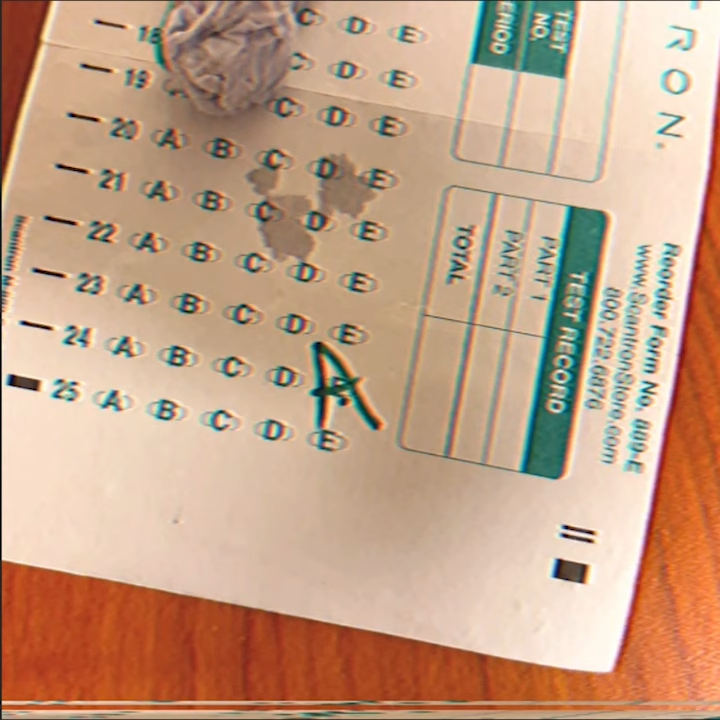 18 C D E
19 C D E
C D E
20 A B C D E
21 A B C D E
22 A B C D E
23 A B C D E
24 A B C D
25 A B C D E
A
TEST NO.
PERIOD
TEST RECORD
PART 1
PART 2
TOTAL
RON.
Reorder Form No. 889-E
www.ScantronStore.com
800.722.6876